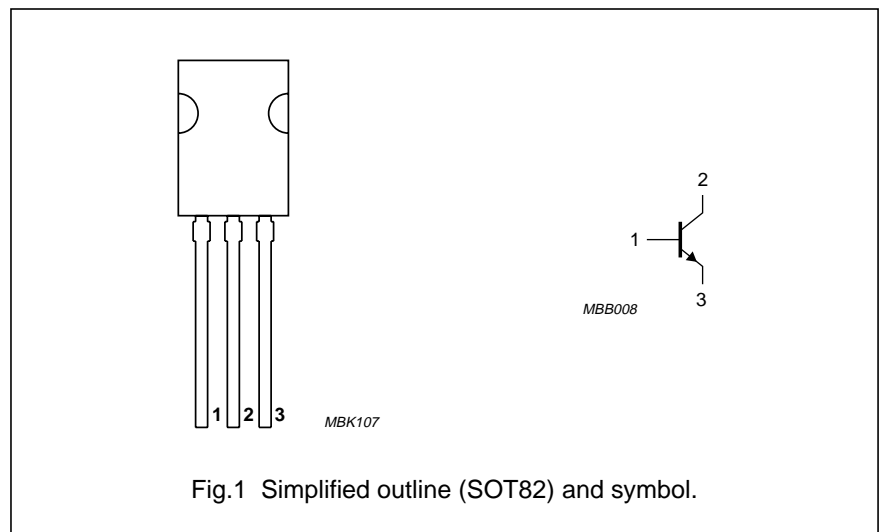 2
1
3
MBB008
1 2 3
MBK107
Fig.1 Simplified outline (SOT82) and symbol.